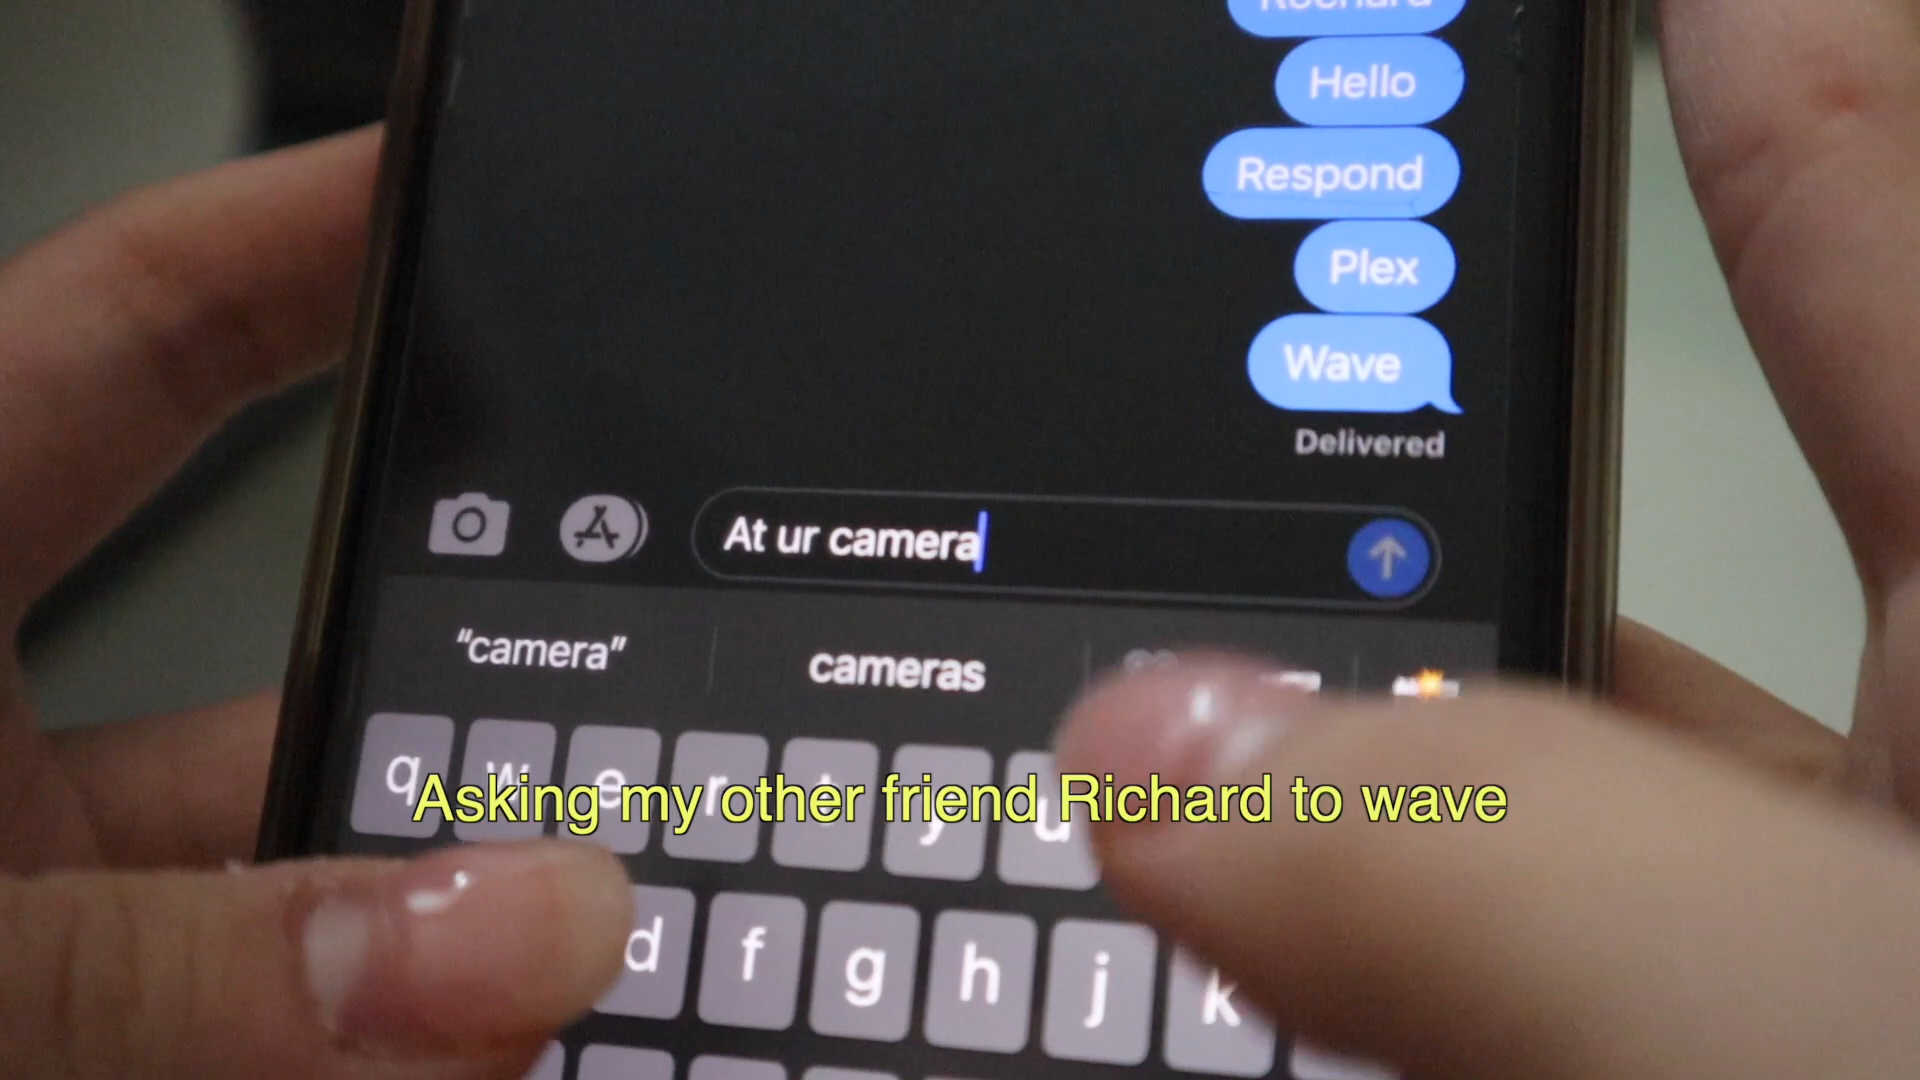 Hello
Respond
Plex
Wave
Delivered
At ur camera
"camera" cameras
q w e r t y u
Asking my other friend Richard to wave
d f g h j k